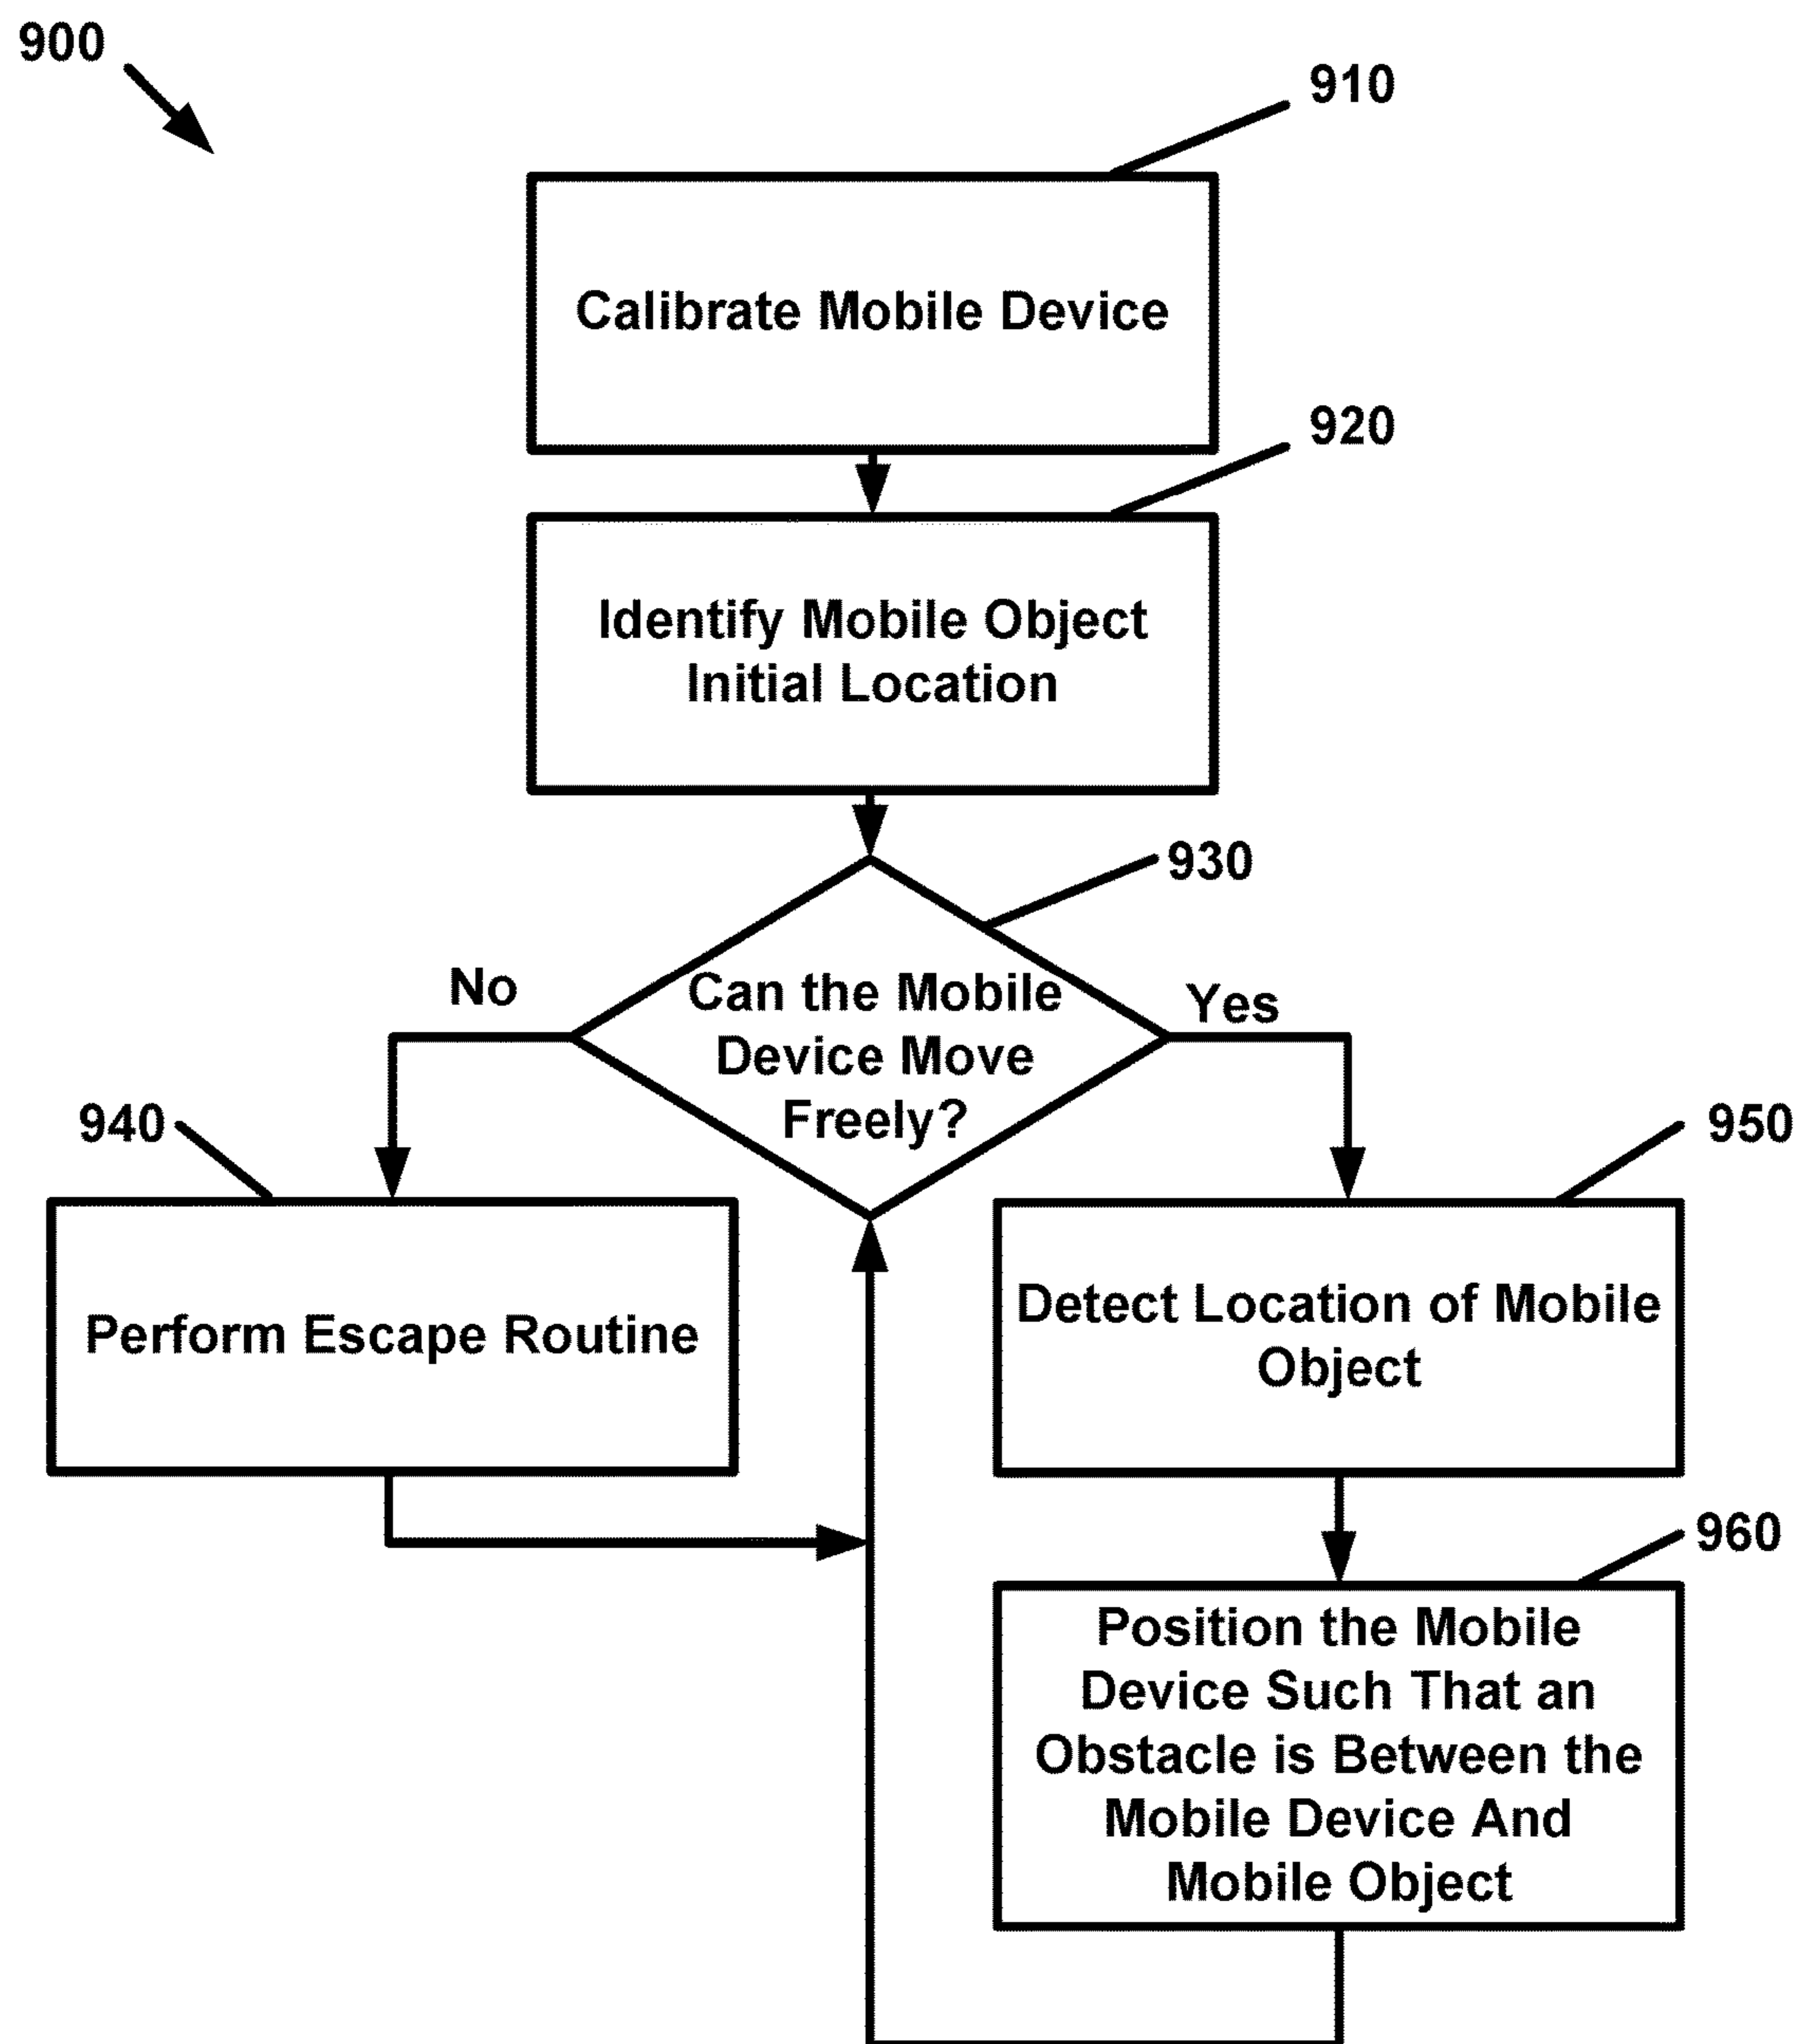 900
910
Calibrate Mobile Device
920
Identify Mobile Object
Initial Location
930
No
Can the Mobile
Device Move
Freely?
Yes
940
950
Perform Escape Routine
Detect Location of Mobile
Object
960
Position the Mobile
Device Such That an
Obstacle is Between the
Mobile Device And
Mobile Object